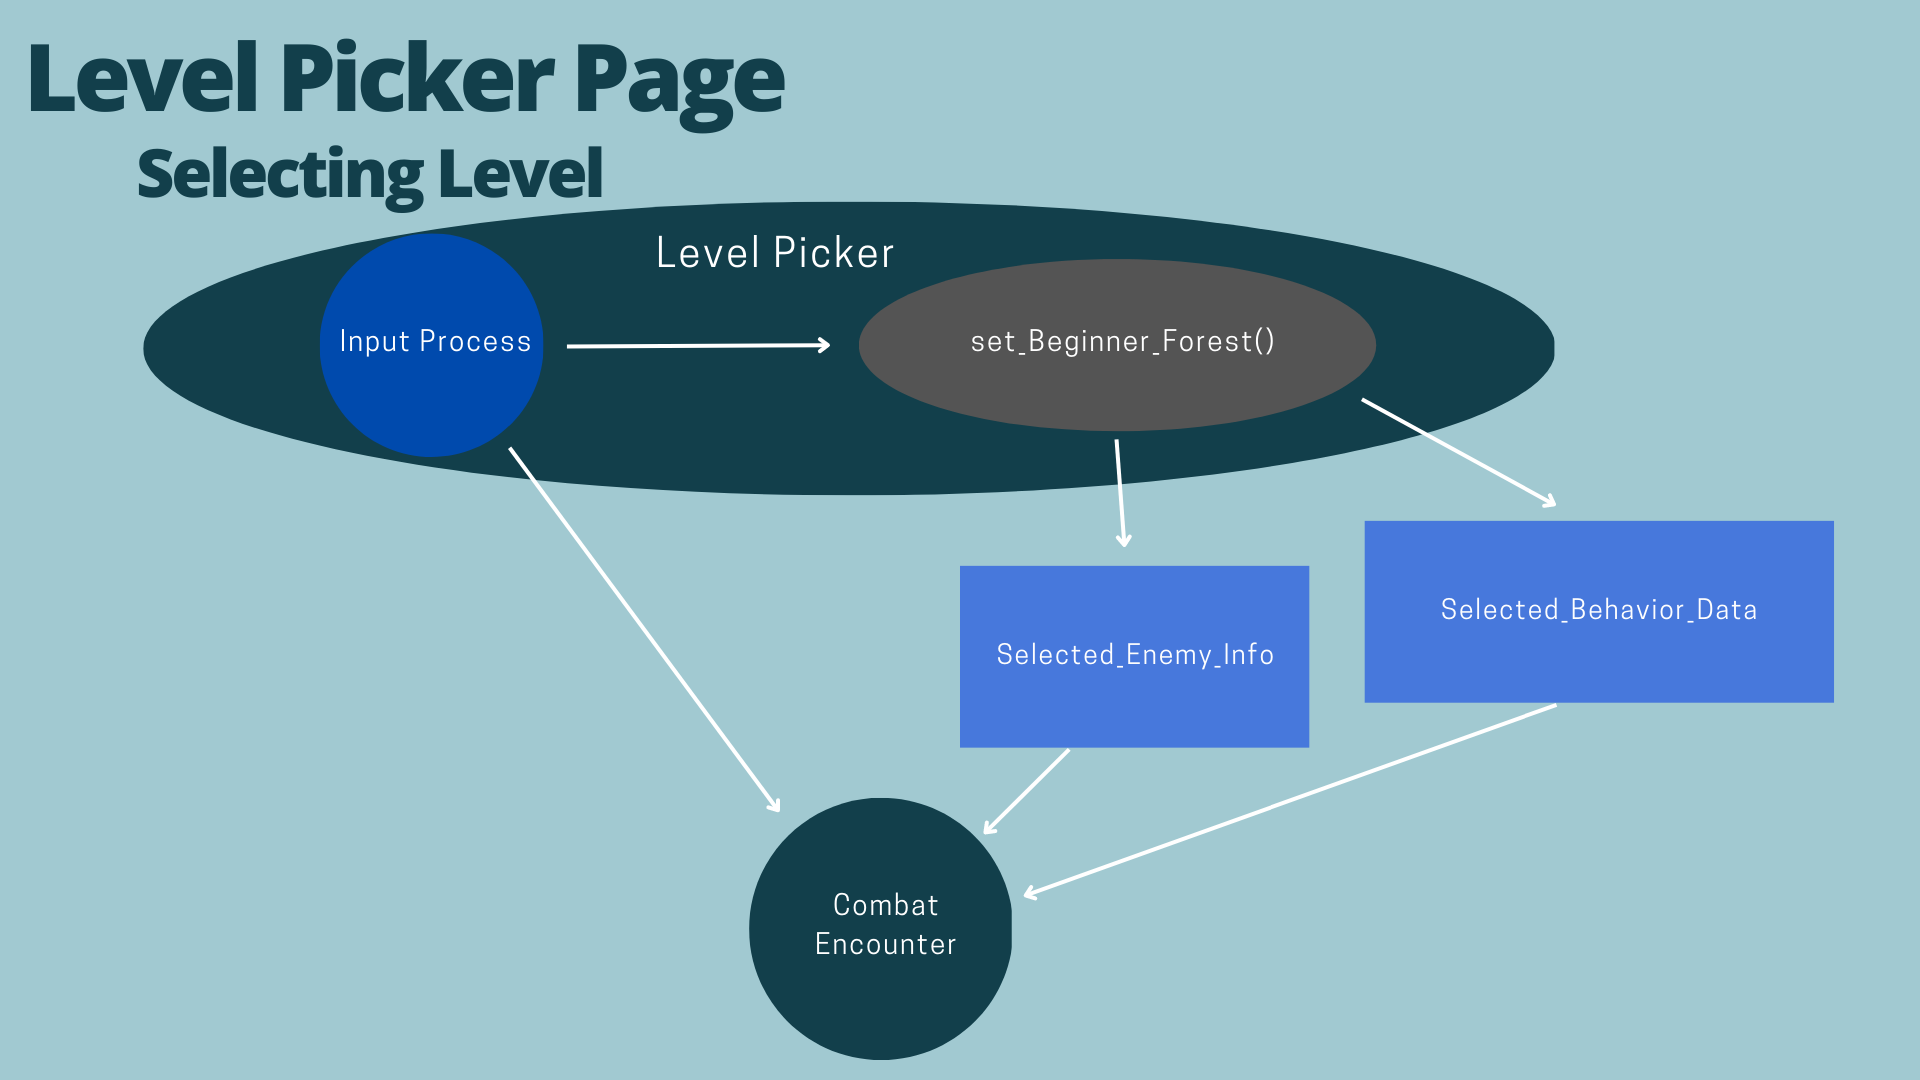 Level Picker Page
Selecting Level
Level Picker
Input Process
set_Beginner_Forest()
Selected_Behavior_Data
Selected_Enemy_Info
Combat
Encounter